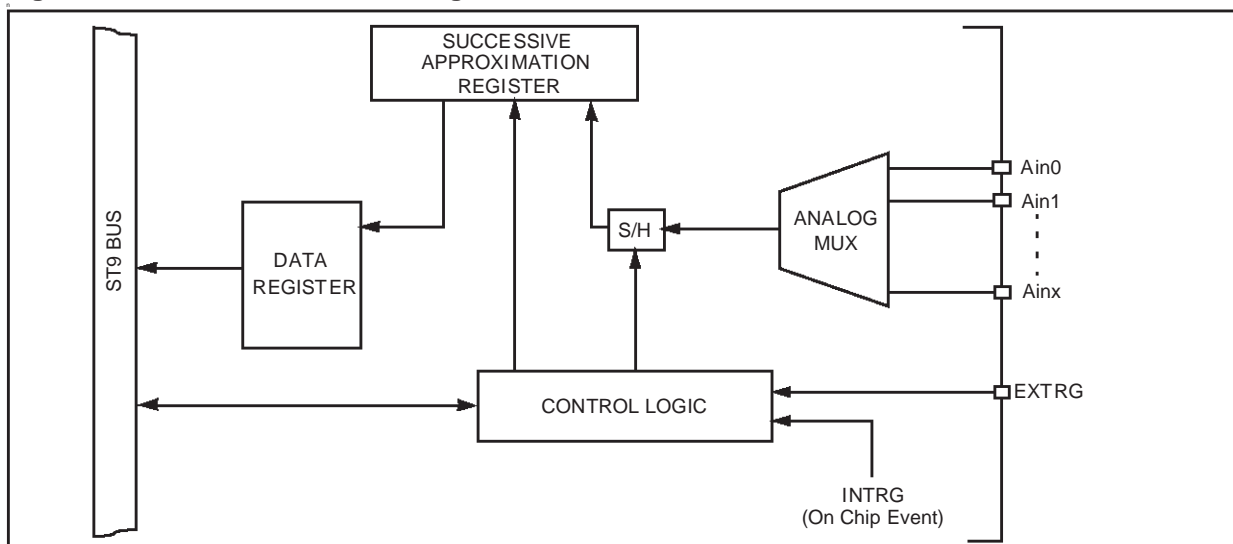 SUCCESSIVE
APPROXIMATION
REGISTER
Ain0
Ain1
ANALOG
MUX
S/H
ST9 BUS
DATA
REGISTER
Ainx
EXTRG
CONTROL LOGIC
INTRG
(On Chip Event)